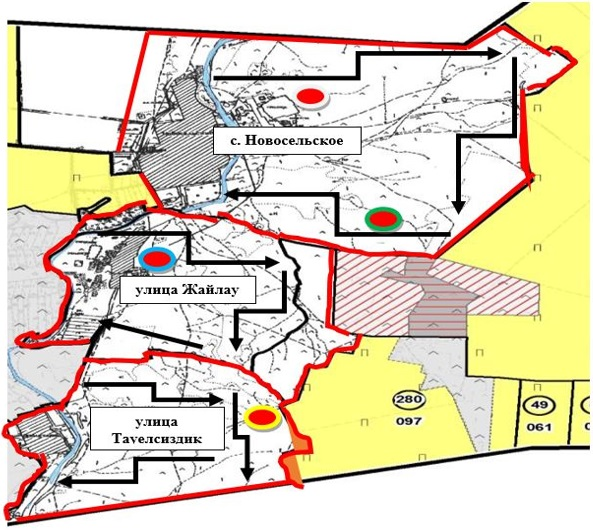 с. Новосельское
улица Жайлау
улица
Тауелсиздик
280
097
49
061